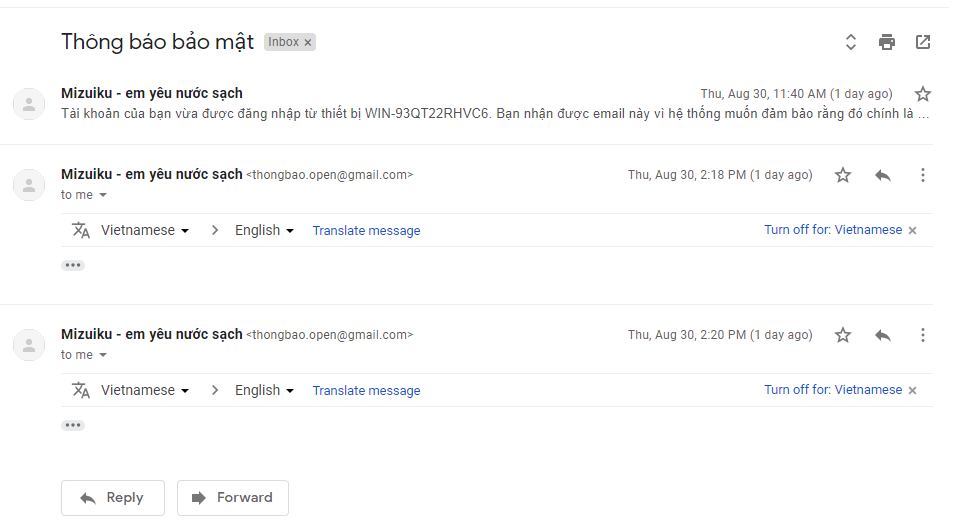 Thông báo bảo mật Inbox ×
Mizuiku - em yêu nước sạch Thu, Aug 30, 11:40 AM (1 day ago)
Tài khoản của bạn vừa được đăng nhập từ thiết bị WIN-93QT22RHVC6. Bạn nhận được email này vì hệ thống muốn đảm bảo rằng đó chính là ...
Mizuiku - em yêu nước sạch <thongbao.open@gmail.com> Thu, Aug 30, 2:18 PM (1 day ago)
to me
Vietnamese > English Translate message Turn off for: Vietnamese ×
•••
Mizuiku - em yêu nước sạch <thongbao.open@gmail.com> Thu, Aug 30, 2:20 PM (1 day ago)
to me
Vietnamese > English Translate message Turn off for: Vietnamese ×
•••
Reply Forward